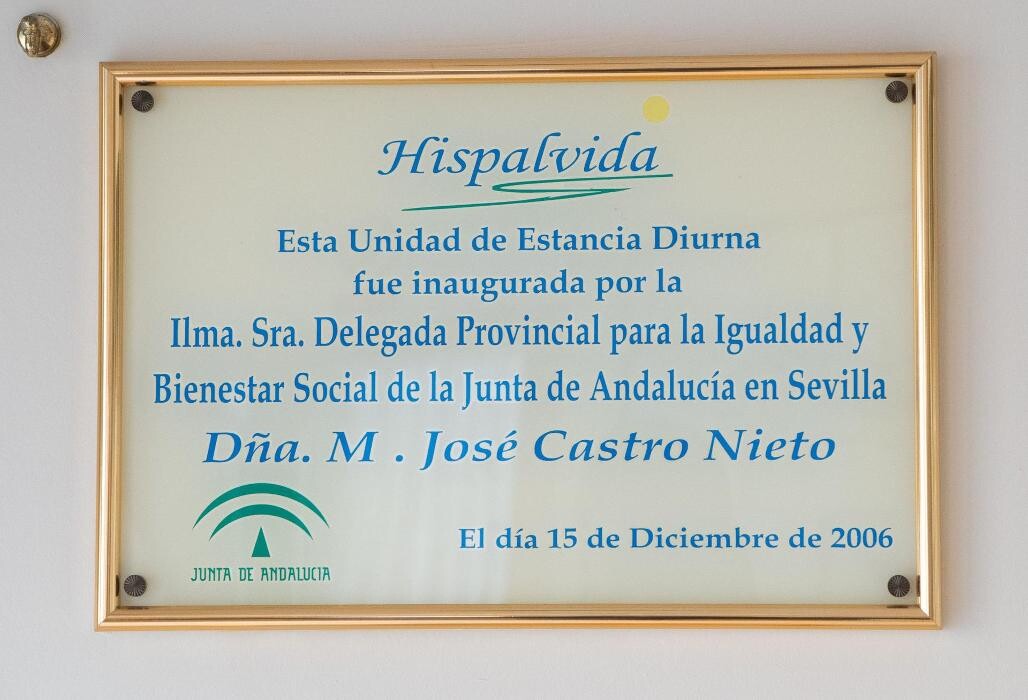 Hispalvida
Esta Unidad de Estancia Diurna
fue inaugurada por la
Ilma. Sra. Delegada Provincial para la Igualdad y
Bienestar Social de la Junta de Andalucía en Sevilla
Dña. M . José Castro Nieto
El día 15 de Diciembre de 2006
JUNTA DE ANDALUCIA